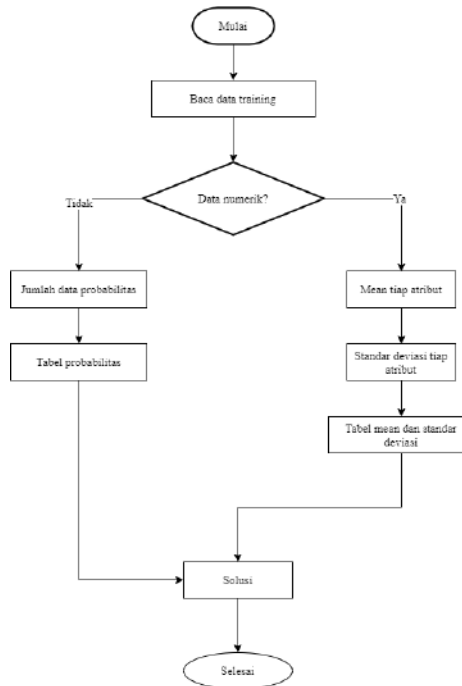 Mulai
Baca data training
Data numerik?
Tidak
Ya
Jumlah data probabilitas
Mean tiap atribut
Tabel probabilitas
Standar deviasi tiap
atribut
Tabel mean dan standar
deviasi
Solusi
Selesai